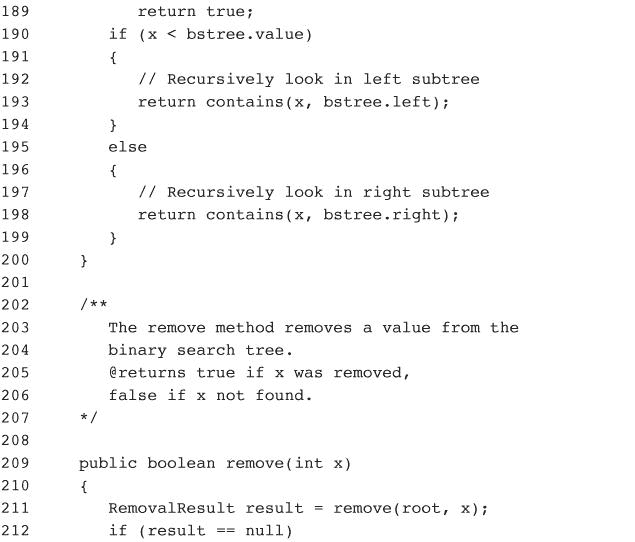 189 return true;
190 if (x < bstree.value)
191 {
192 // Recursively look in left subtree
193 return contains(x, bstree.left);
194 }
195 else
196 {
197 // Recursively look in right subtree
198 return contains(x, bstree.right);
199 }
200 }
201
202 /**
203 The remove method removes a value from the
204 binary search tree.
205 @returns true if x was removed,
206 false if x not found.
207 */
208
209 public boolean remove(int x)
210 {
211 RemovalResult result = remove(root, x);
212 if (result == null)